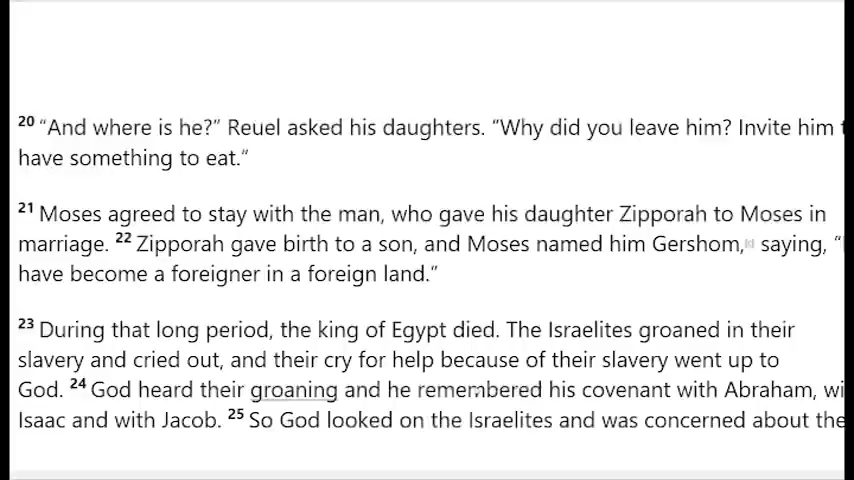 20 “And where is he?” Reuel asked his daughters. “Why did you leave him? Invite him
have something to eat.”
21 Moses agreed to stay with the man, who gave his daughter Zipporah to Moses in
marriage. 22 Zipporah gave birth to a son, and Moses named him Gershom, saying, “
have become a foreigner in a foreign land.”
23 During that long period, the king of Egypt died. The Israelites groaned in their
slavery and cried out, and their cry for help because of their slavery went up to
God. 24 God heard their groaning and he remembered his covenant with Abraham,
Isaac and with Jacob. 25 So God looked on the Israelites and was concerned about